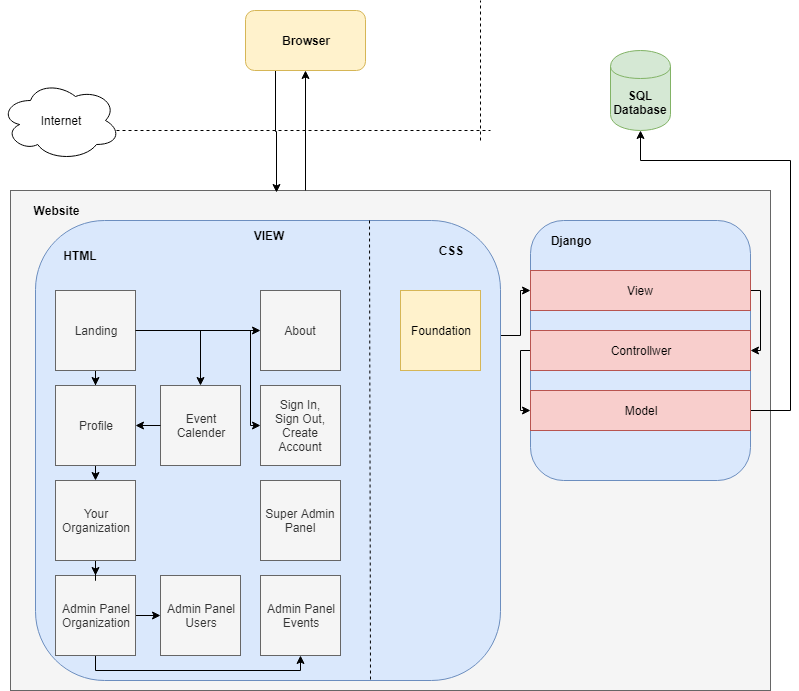 Browser
Internet
SQL
Database
Website
VIEW
HTML
CSS
Django
Landing
About
Foundation
View
Controllwer
Model
Profile
Event
Calender
Sign In,
Sign Out,
Create
Account
Your
Organization
Super Admin
Panel
Admin Panel
Organization
Admin Panel
Users
Admin Panel
Events